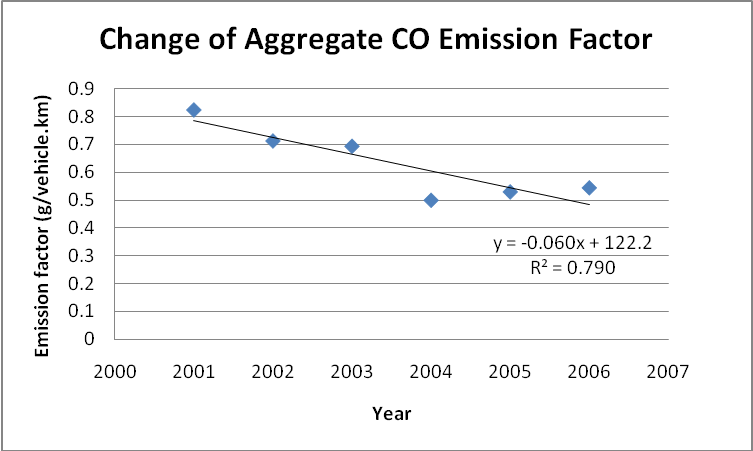 Change of Aggregate CO Emission Factor
Emission factor (g/vehicle.km)
0.9
0.8
0.7
0.6
0.5
0.4
0.3
0.2
0.1
0
y = -0.060x + 122.2
R² = 0.790
2000 2001 2002 2003 2004 2005 2006 2007
Year